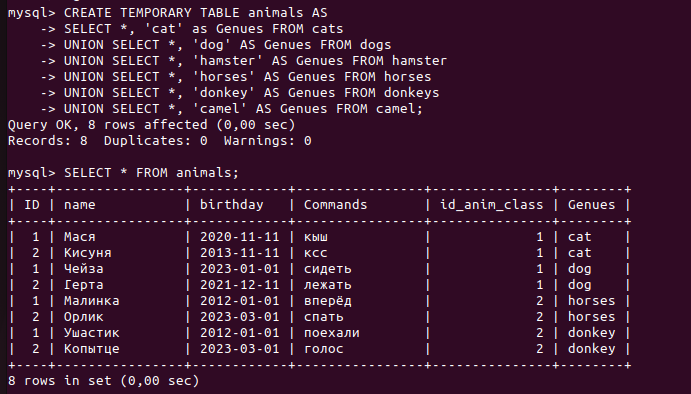 mysql> CREATE TEMPORARY TABLE animals AS
    -> SELECT *, 'cat' as Genues FROM cats
    -> UNION SELECT *, 'dog' AS Genues FROM dogs
    -> UNION SELECT *, 'hamster' AS Genues FROM hamster
    -> UNION SELECT *, 'horses' AS Genues FROM horses
    -> UNION SELECT *, 'donkey' AS Genues FROM donkeys
    -> UNION SELECT *, 'camel' AS Genues FROM camel;
Query OK, 8 rows affected (0,00 sec)
Records: 8  Duplicates: 0  Warnings: 0

mysql> SELECT * FROM animals;
+----+----------------+------------+----------------+---------------+--------+
| ID | name           | birthday   | Commands       | id_anim_class | Genues |
+----+----------------+------------+----------------+---------------+--------+
|  1 | Мася           | 2020-11-11 | кыш            |             1 | cat    |
|  2 | Кисуня         | 2013-11-11 | ксс            |             1 | cat    |
|  1 | Чейза          | 2023-01-01 | сидеть         |             1 | dog    |
|  2 | Герта          | 2021-12-11 | лежать         |             1 | dog    |
|  1 | Малинка        | 2012-01-01 | вперёд         |             2 | horses |
|  2 | Орлик          | 2023-03-01 | спать          |             2 | horses |
|  1 | Ушастик        | 2012-01-01 | поехали        |             2 | donkey |
|  2 | Копытце        | 2023-03-01 | голос          |             2 | donkey |
+----+----------------+------------+----------------+---------------+--------+
8 rows in set (0,00 sec)